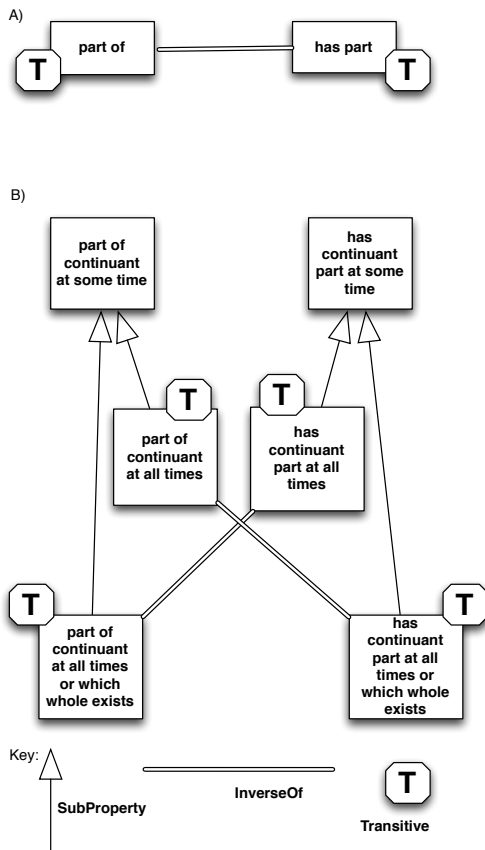 A)
part of
has part
T
T
B)
part of
continuant
at some time
has
continuant
part at some
time
T
T
part of
continuant
at all times
has
continuant
part at all
times
T
T
part of
continuant
at all times
or which
whole exists
has
continuant
part at all
times or
which whole
exists
Key:
SubProperty
InverseOf
T
Transitive